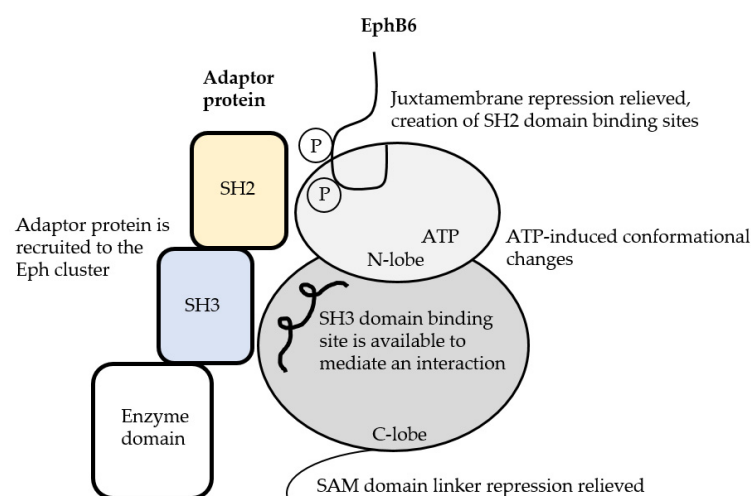 EphB6
Adaptor
protein
Juxtamembrane repression relieved,
creation of SH2 domain binding sites
P
P
SH2
Adaptor protein is
recruited to the
Eph cluster
ATP
N-lobe
ATP-induced conformational
changes
SH3
SH3 domain binding
site is available to
mediate an interaction
Enzyme
domain
C-lobe
SAM domain linker repression relieved